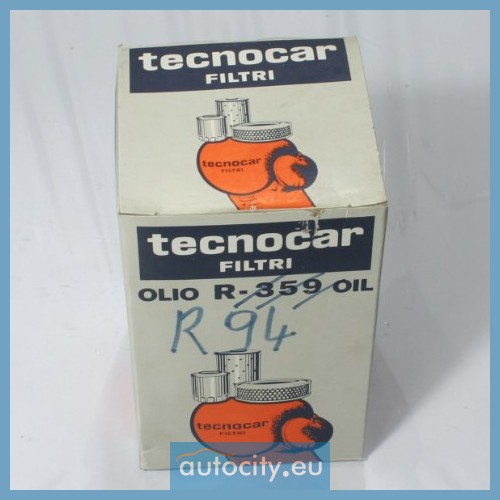 tecnocar
FILTRI
tecnocar
FILTRI
tecnocar
FILTRI
OLIO R-359 OIL
R 94
tecnocar
FILTRI
autocity.eu